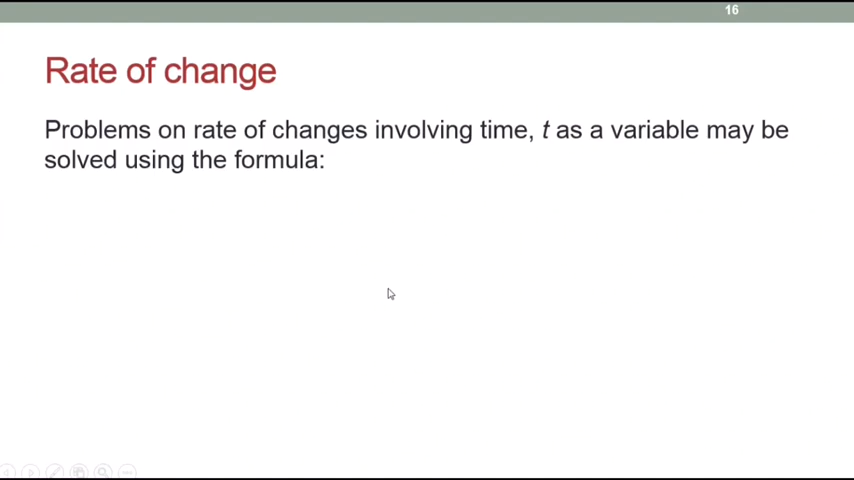 16
Rate of change
Problems on rate of changes involving time, t as a variable may be
solved using the formula: